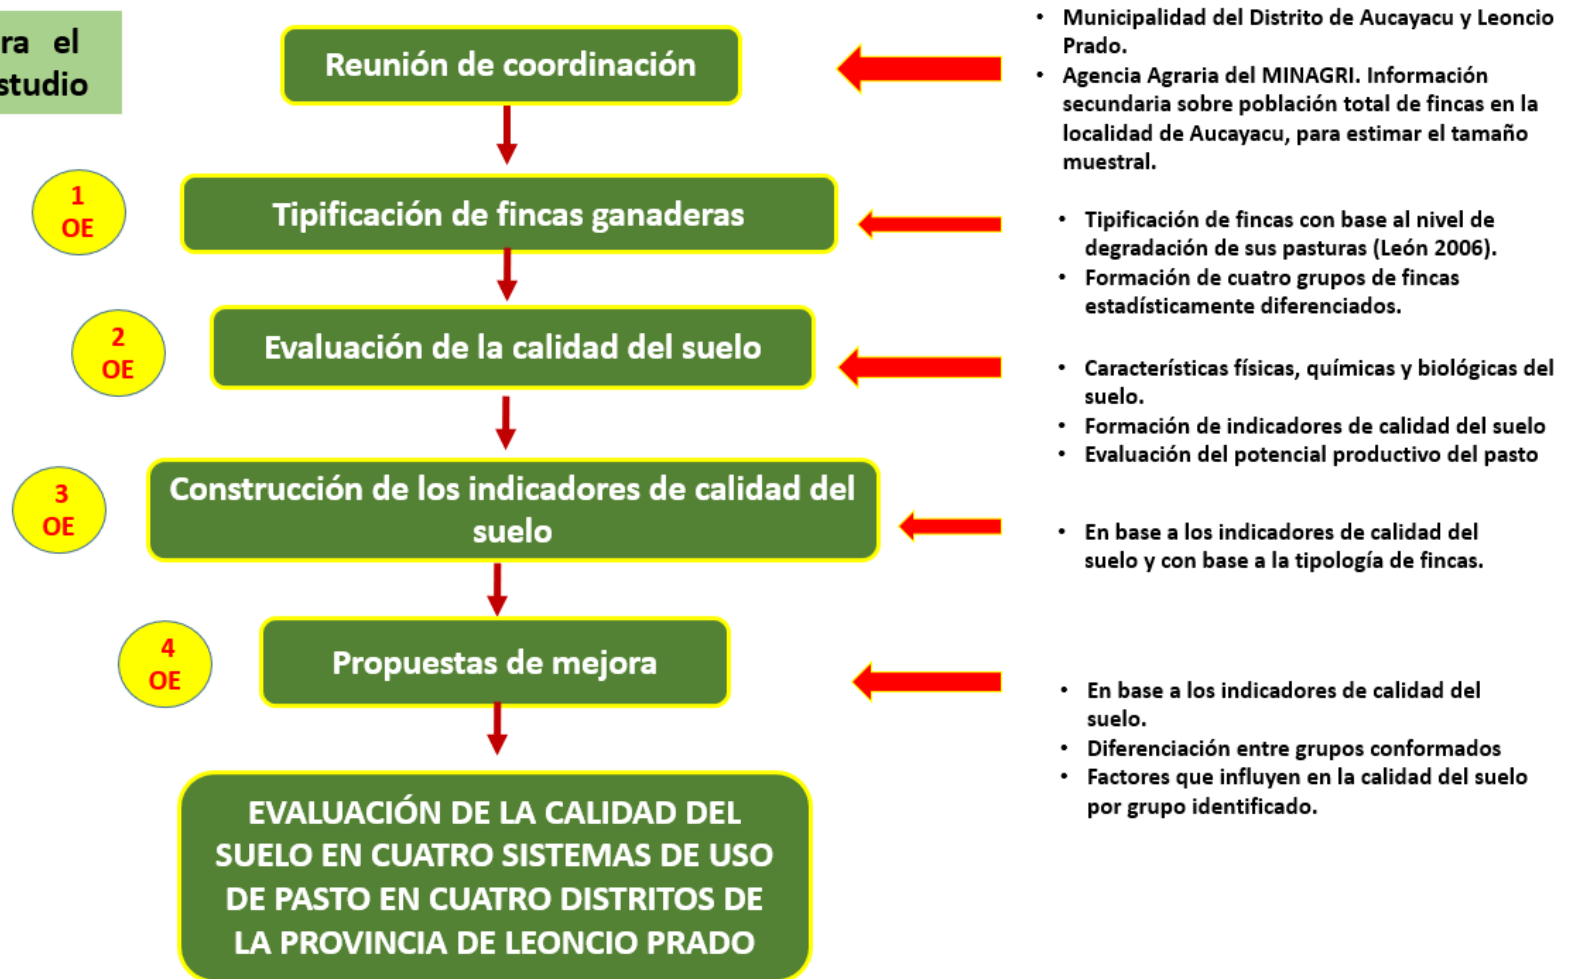 ra el
studio
Reunión de coordinación
• Municipalidad del Distrito de Aucayacu y Leoncio
Prado.
• Agencia Agraria del MINAGRI. Información
secundaria sobre población total de fincas en la
localidad de Aucayacu, para estimar el tamaño
muestral.
1
OE
Tipificación de fincas ganaderas
• Tipificación de fincas con base al nivel de
degradación de sus pasturas (León 2006).
• Formación de cuatro grupos de fincas
estadísticamente diferenciados.
2
OE
Evaluación de la calidad del suelo
• Características físicas, químicas y biológicas del
suelo.
• Formación de indicadores de calidad del suelo
• Evaluación del potencial productivo del pasto
3
OE
Construcción de los indicadores de calidad del
suelo
• En base a los indicadores de calidad del
suelo y con base a la tipología de fincas.
4
OE
Propuestas de mejora
• En base a los indicadores de calidad del
suelo.
• Diferenciación entre grupos conformados
• Factores que influyen en la calidad del suelo
por grupo identificado.
EVALUACIÓN DE LA CALIDAD DEL
SUELO EN CUATRO SISTEMAS DE USO
DE PASTO EN CUATRO DISTRITOS DE
LA PROVINCIA DE LEONCIO PRADO